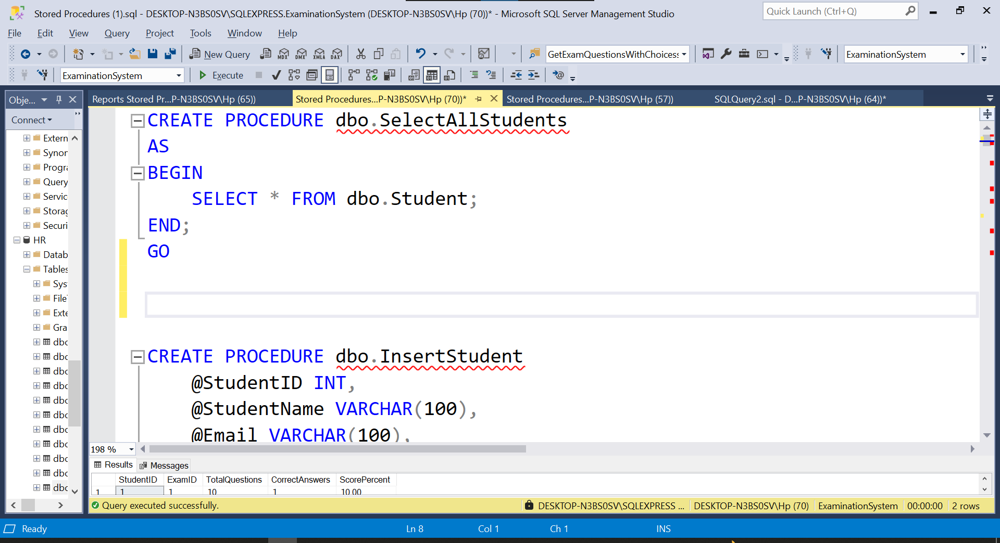 Stored Procedures (1).sql - DESKTOP-N3BS0SV\SQLEXPRESS.ExaminationSystem (DESKTOP-N3BS0SV\Hp (70))* - Microsoft SQL Server Management Studio
Quick Launch (Ctrl+Q)
File Edit View Query Project Tools Window Help
New Query MDX DMX XMLA DAX GetExamQuestionsWithChoices ExaminationSystem
ExaminationSystem Execute
Obje...
Reports Stored Pr...P-N3BS0SV\Hp (65)) Stored Procedures...P-N3BS0SV\Hp (70))* Stored Procedures...P-N3BS0SV\Hp (57)) SQLQuery2.sql - D...P-N3BS0SV\Hp (64))*
Connect
Extern
Synor
Progra
Query
Servic
Storag
Securi
HR
Datab
Tables
Sys
File
Exte
Gra
dbo
dbo
dbo
dbo
dbo
dbo
dbo
dbo
dbo
dbo
dbo
CREATE PROCEDURE dbo.SelectAllStudents
AS
BEGIN
SELECT * FROM dbo.Student;
END;
GO
CREATE PROCEDURE dbo.InsertStudent
@StudentID INT,
@StudentName VARCHAR(100),
@Email VARCHAR(100),
198 %
Results Messages
StudentID ExamID TotalQuestions CorrectAnswers ScorePercent
1 1 1 10 1 10.00
Query executed successfully. DESKTOP-N3BS0SV\SQLEXPRESS ... DESKTOP-N3BS0SV\Hp (70) ExaminationSystem 00:00:00 2 rows
Ready Ln 8 Col 1 Ch 1 INS